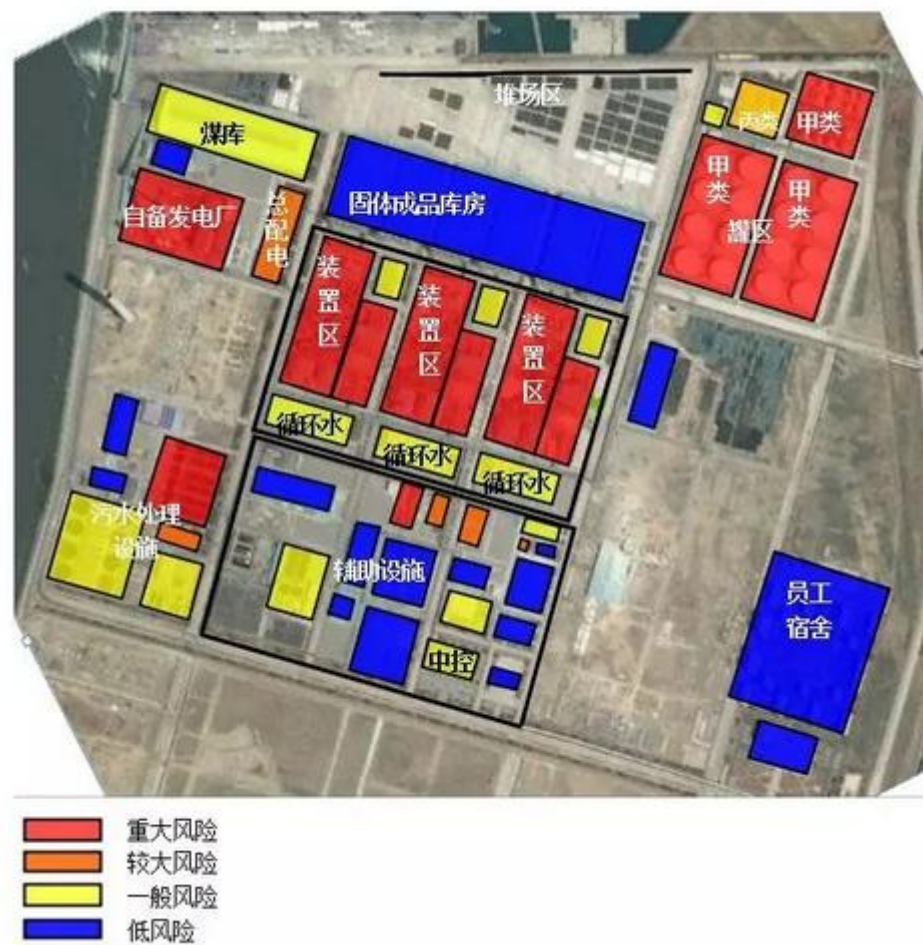 堆场区
丙类
甲类
煤库
甲类
甲类
罐区
固体成品库房
自备发电厂
总配电
装置区
装置区
装置区
循环水
循环水
循环水
污水处理
设施
辅助设施
中控
员工
宿舍
重大风险
较大风险
一般风险
低风险